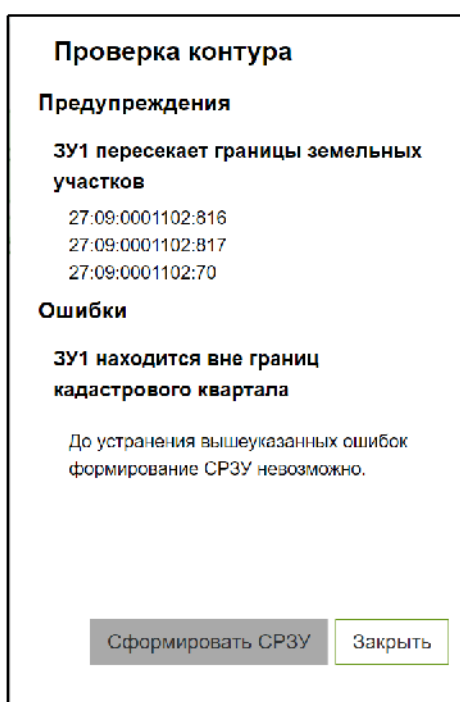 Проверка контура
Предупреждения
ЗУ1 пересекает границы земельных
участков
27:09:0001102:816
27:09:0001102:817
27:09:0001102:70
Ошибки
ЗУ1 находится вне границ
кадастрового квартала
До устранения вышеуказанных ошибок
формирование СРЗУ невозможно.
Сформировать СРЗУ
Закрыть